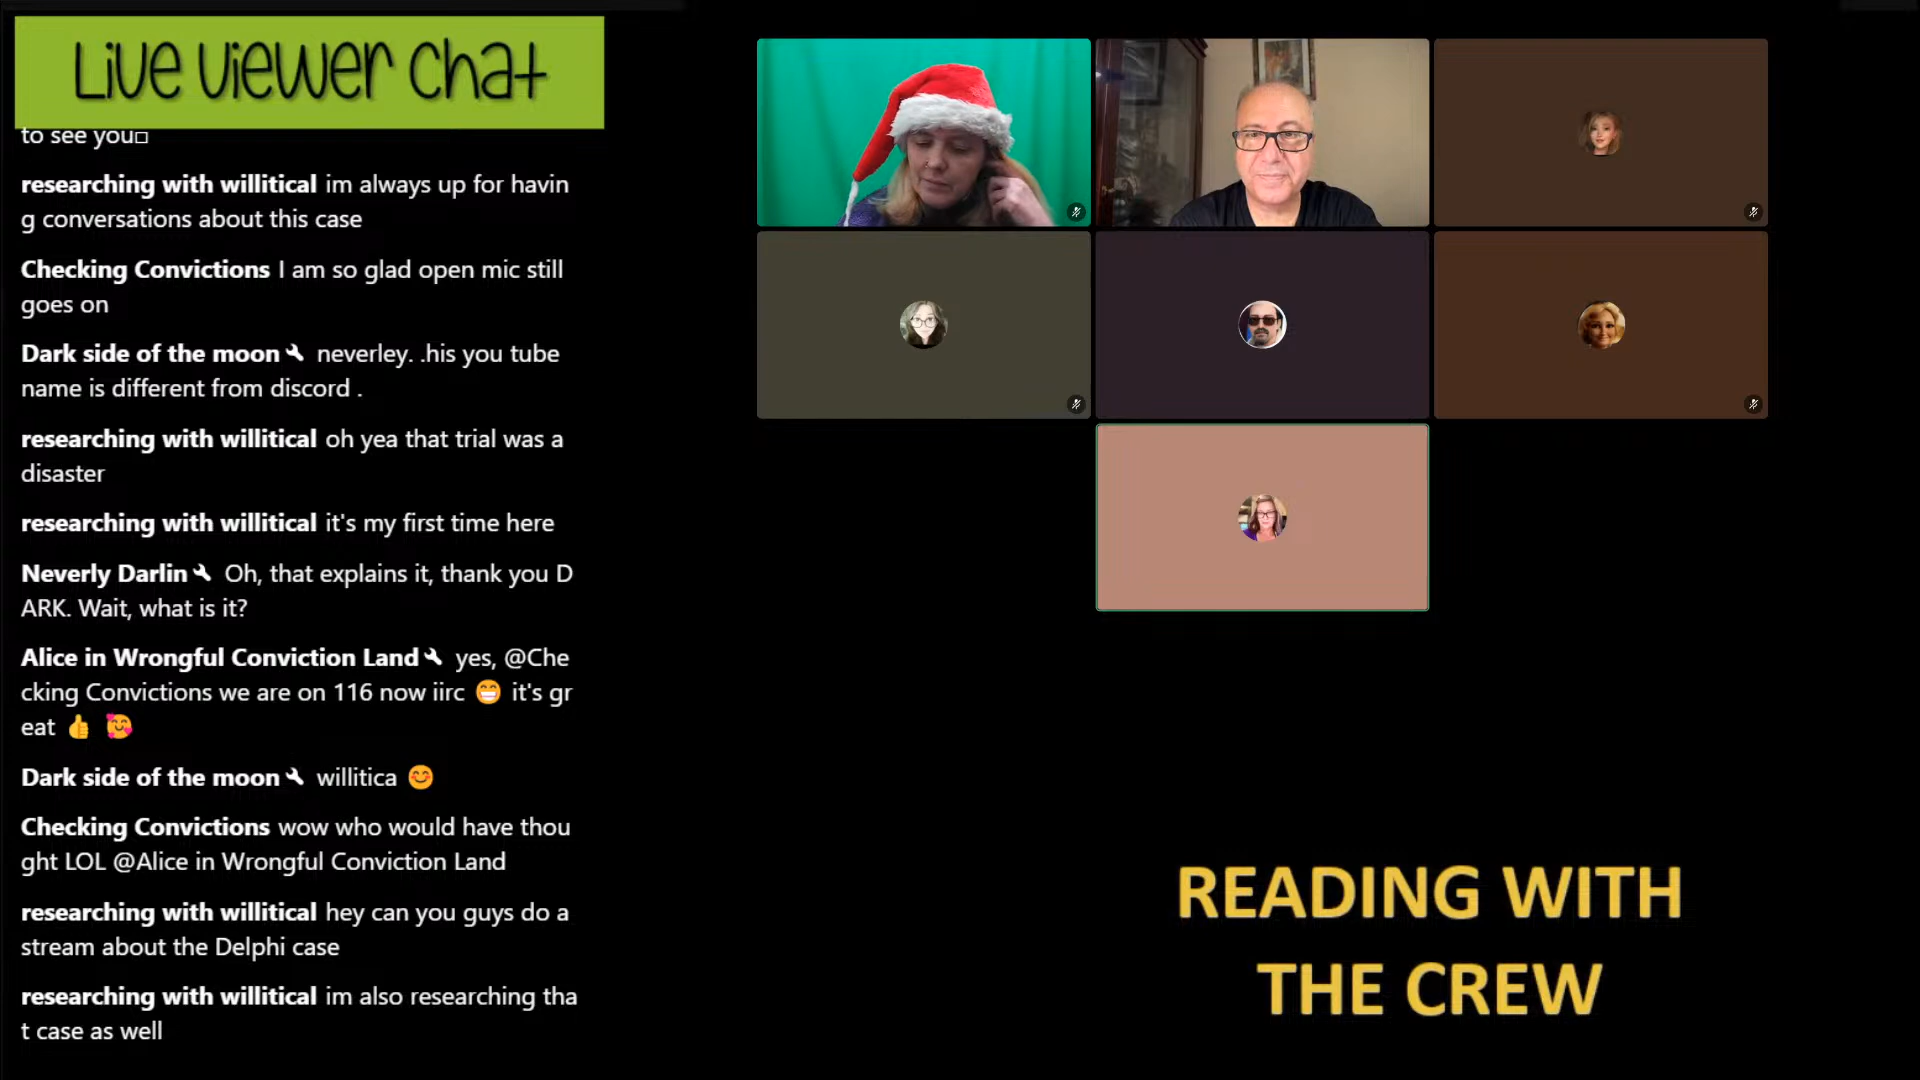 Live Viewer Chat
to see you
researching with willitical im always up for havin
g conversations about this case
Checking Convictions I am so glad open mic still
goes on
Dark side of the moon neverley. .his you tube
name is different from discord .
researching with willitical oh yea that trial was a
disaster
researching with willitical it's my first time here
Neverly Darlin Oh, that explains it, thank you D
ARK. Wait, what is it?
Alice in Wrongful Conviction Land yes, @Che
cking Convictions we are on 116 now iirc 😁 it's gr
eat 👍 🥰
Dark side of the moon willitica 😊
Checking Convictions wow who would have thou
ght LOL @Alice in Wrongful Conviction Land
researching with willitical hey can you guys do a
stream about the Delphi case
researching with willitical im also researching tha
t case as well
READING WITH
THE CREW